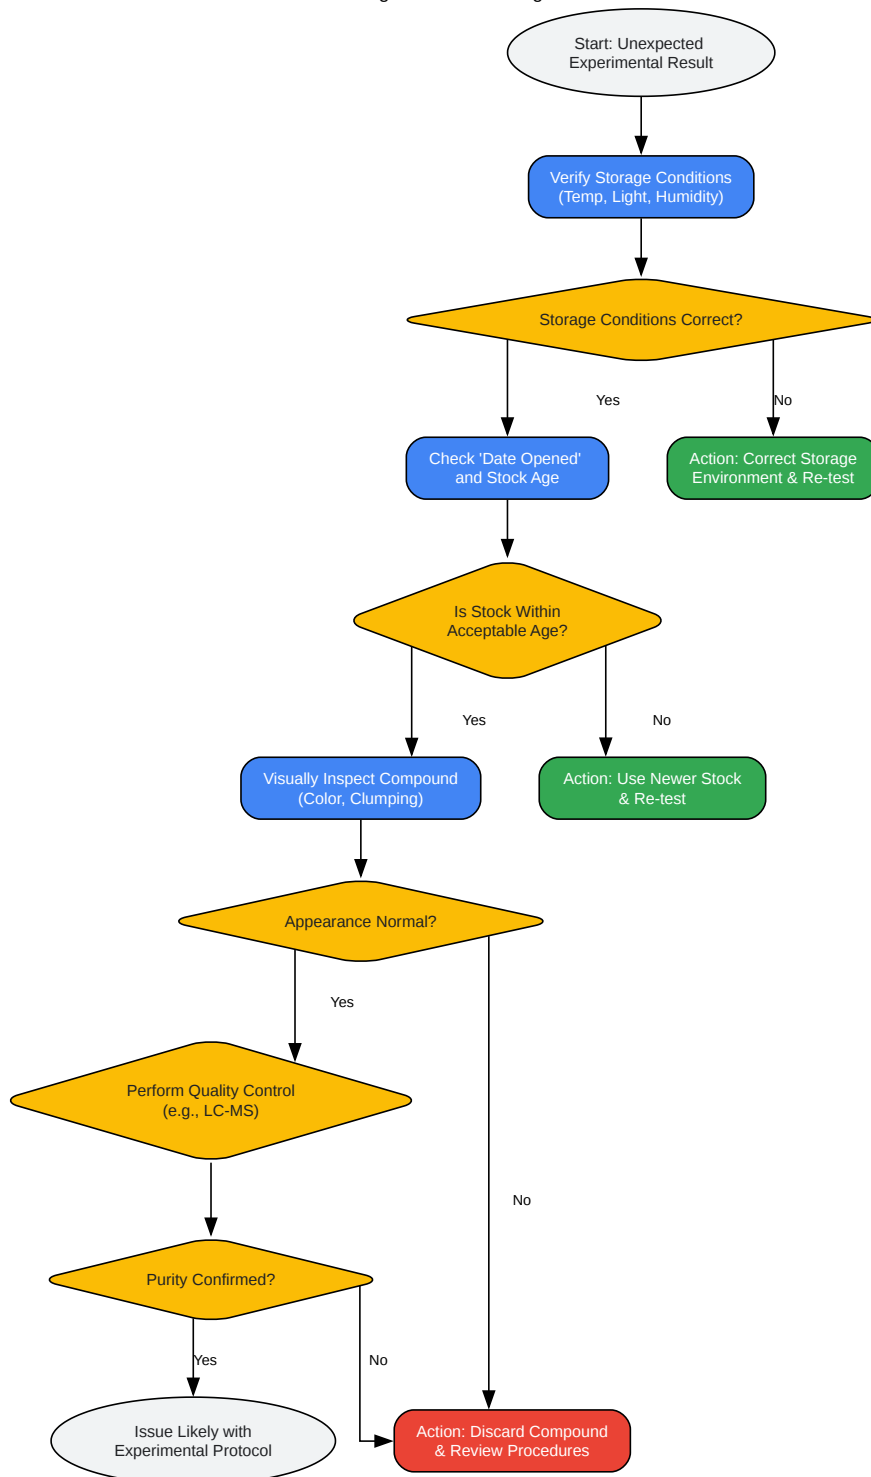 Start: Unexpected
Experimental Result
Verify Storage Conditions
(Temp, Light, Humidity)
Storage Conditions Correct?
Yes
No
Check 'Date Opened'
and Stock Age
Action: Correct Storage
Environment & Re-test
Is Stock Within
Acceptable Age?
Yes
No
Visually Inspect Compound
(Color, Clumping)
Action: Use Newer Stock
& Re-test
Appearance Normal?
Yes
Perform Quality Control
(e.g., LC-MS)
No
Purity Confirmed?
Yes
No
Issue Likely with
Experimental Protocol
Action: Discard Compound
& Review Procedures